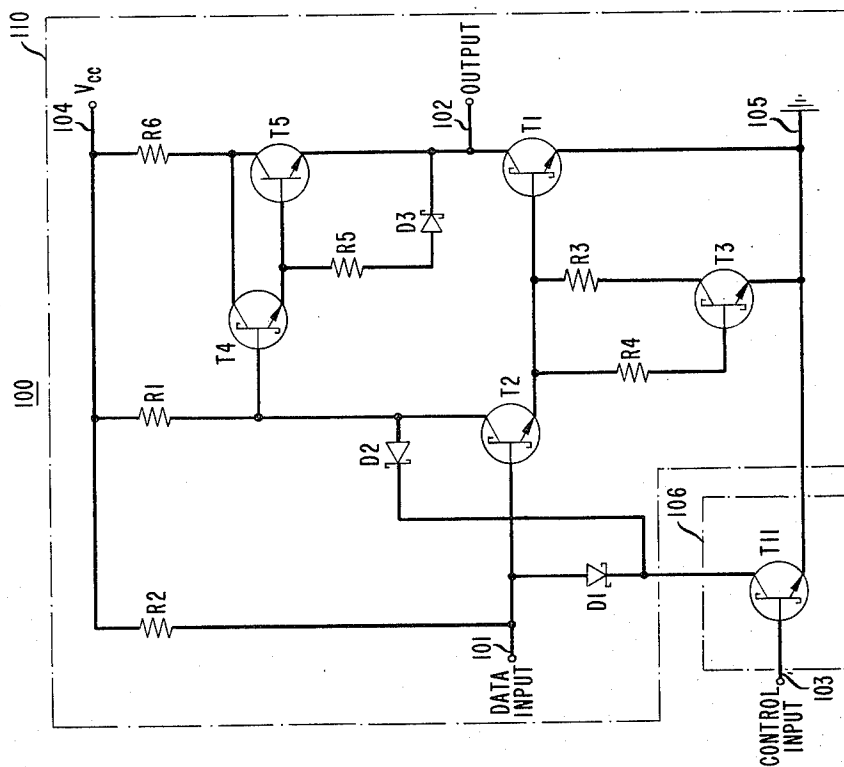 100
110
104
Vcc
R2
R1
R6
T4
T5
R5
D3
102
OUTPUT
D2
T2
T1
101
DATA
INPUT
D1
R4
R3
T3
105
106
T11
103
CONTROL
INPUT